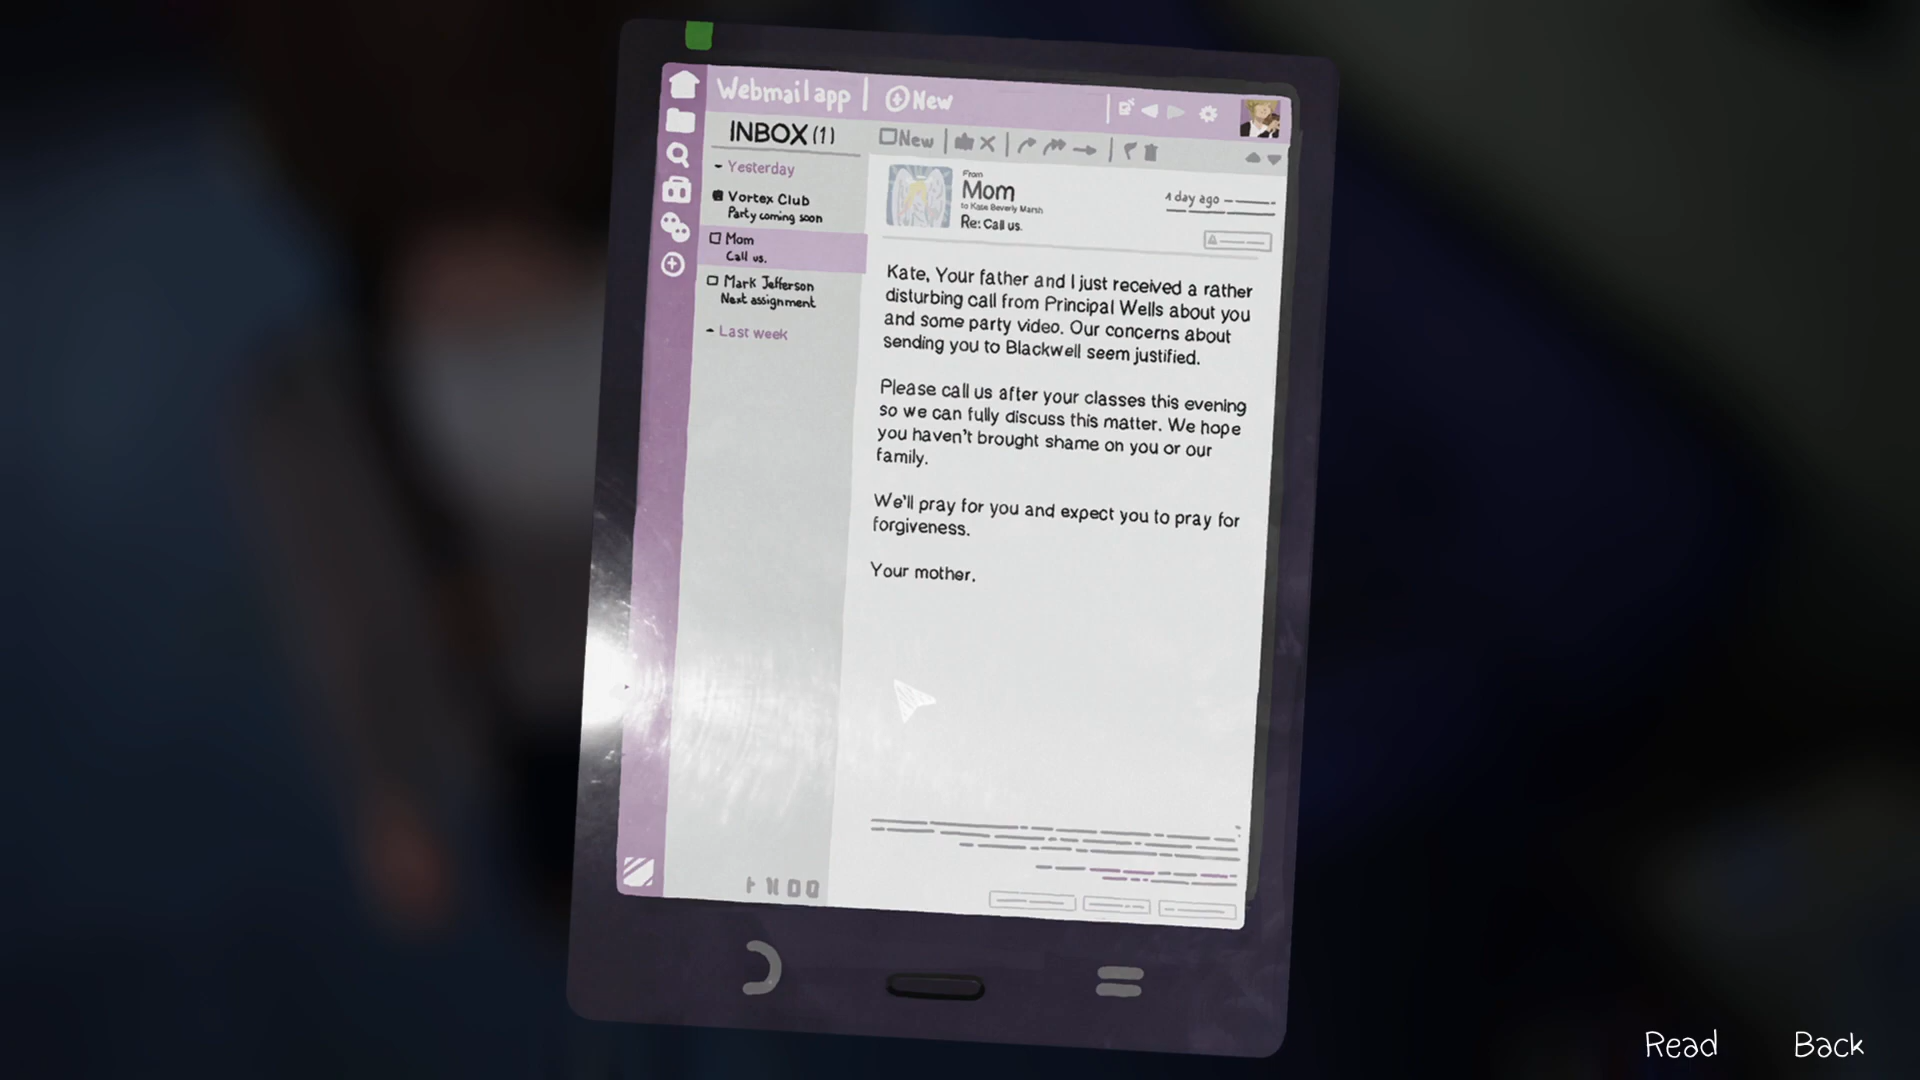 Webmail app | New
INBOX (1)
- Yesterday
Vortex Club
Party coming soon
Mom
Call us.
Mark Jefferson
Next assignment
- Last week
New
From
Mom
to Kate Beverly Marsh
Re: Call us.
1 day ago
Kate, Your father and I just received a rather
disturbing call from Principal Wells about you
and some party video. Our concerns about
sending you to Blackwell seem justified.
Please call us after your classes this evening
so we can fully discuss this matter. We hope
you haven't brought shame on you or our
family.
We'll pray for you and expect you to pray for
forgiveness.
Your mother.
Read
Back